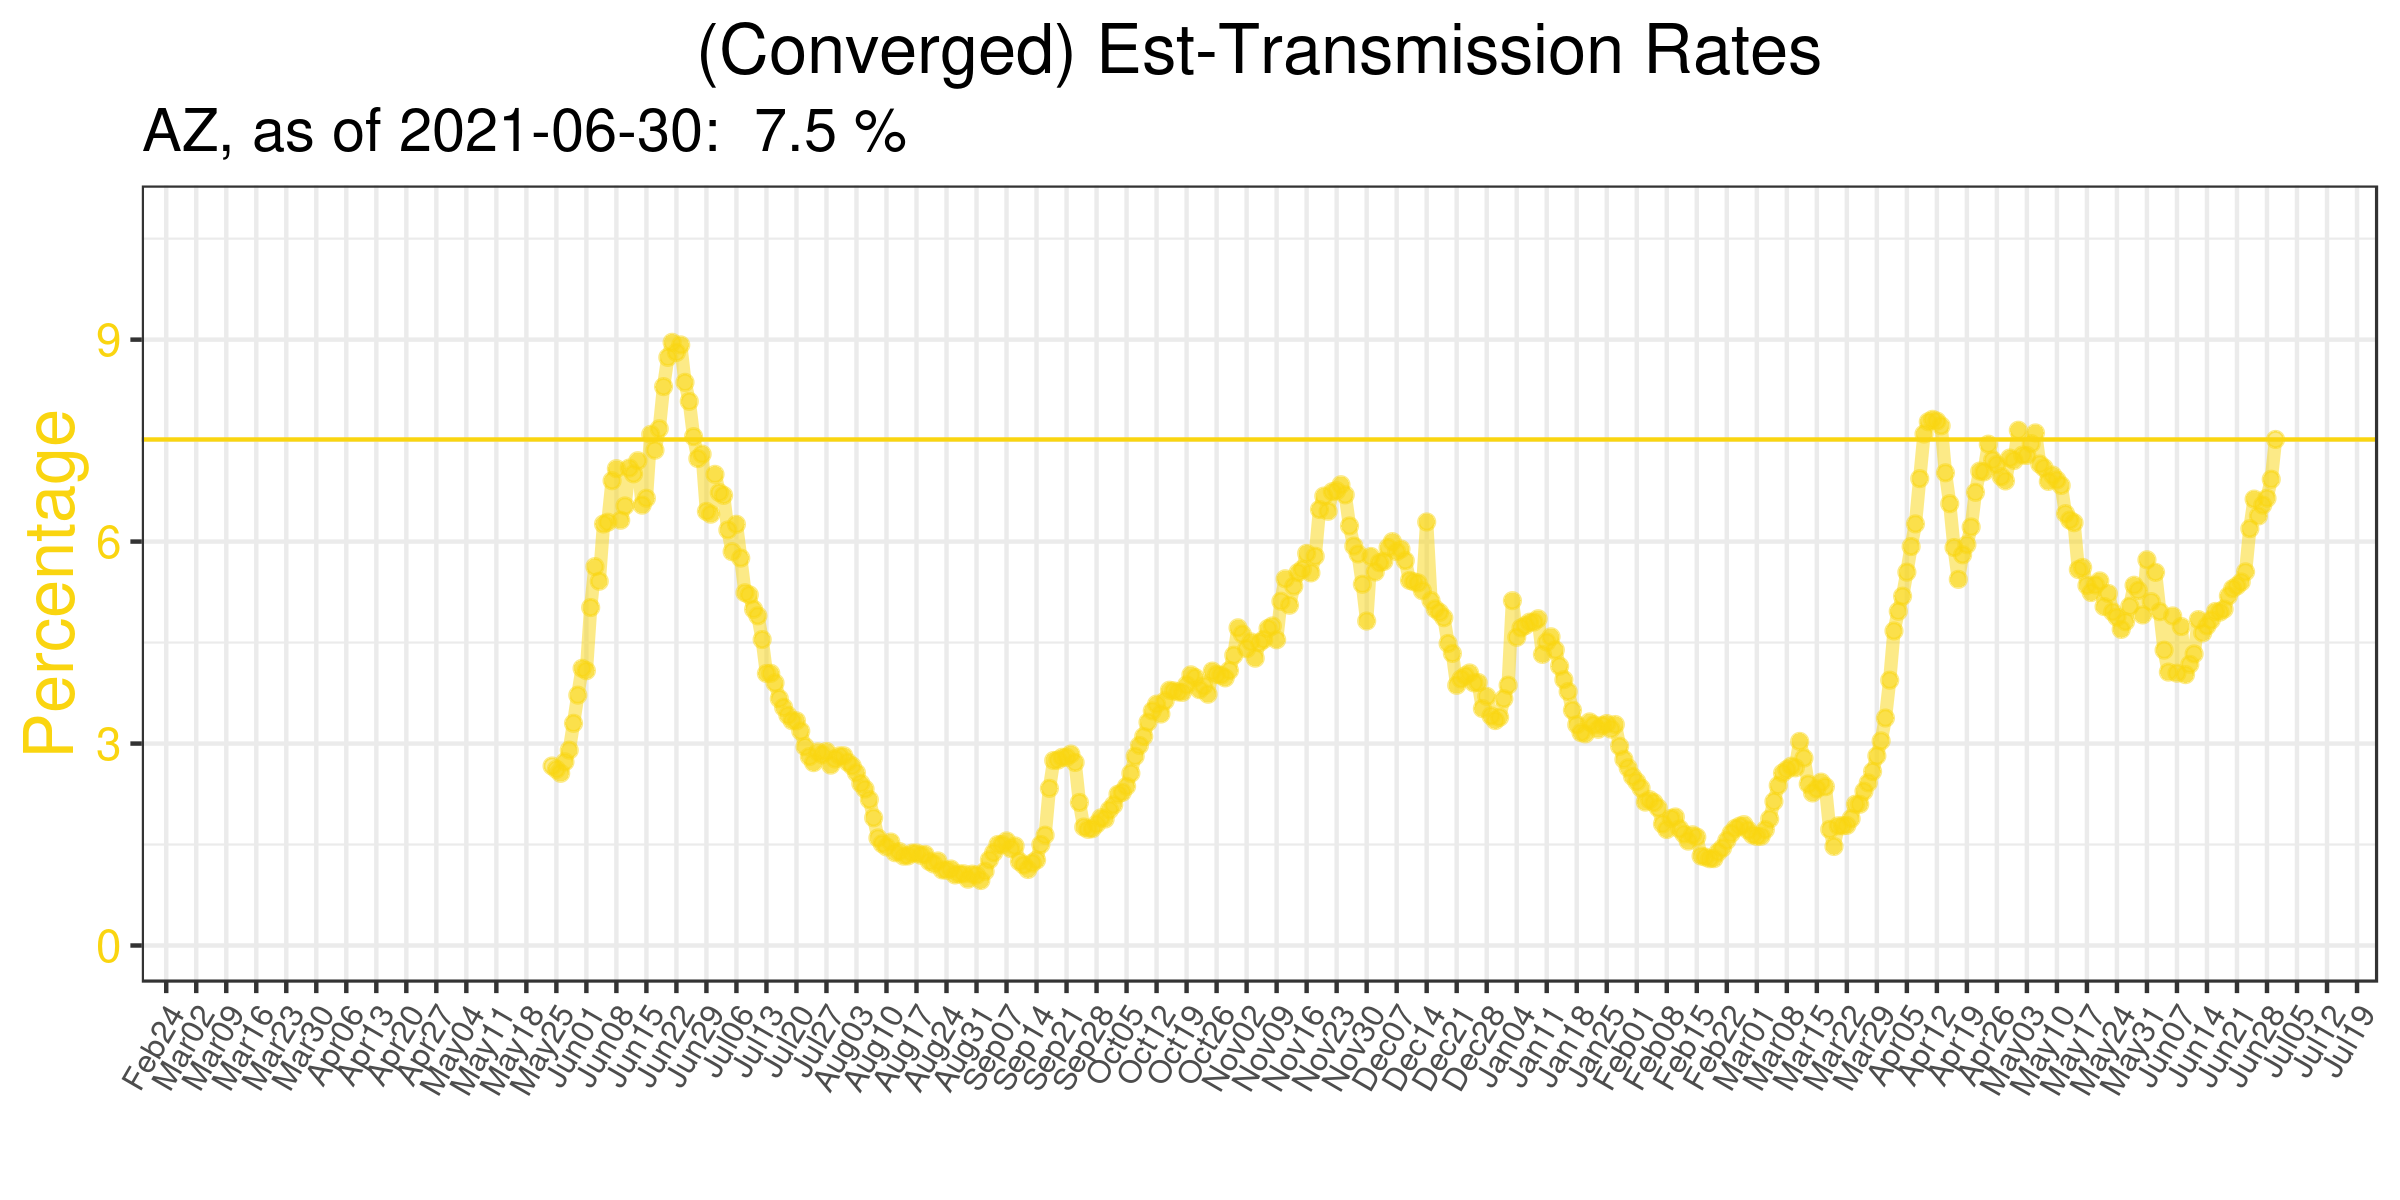 (Converged) Est-Transmission Rates
AZ, as of 2021-06-30:  7.5 %
Percentage
9
6
3
0
Feb24
Mar02
Mar09
Mar16
Mar23
Mar30
Apr06
Apr13
Apr20
Apr27
May04
May11
May18
May25
Jun01
Jun08
Jun15
Jun22
Jun29
Jul06
Jul13
Jul20
Jul27
Aug03
Aug10
Aug17
Aug24
Aug31
Sep07
Sep14
Sep21
Sep28
Oct05
Oct12
Oct19
Oct26
Nov02
Nov09
Nov16
Nov23
Nov30
Dec07
Dec14
Dec21
Dec28
Jan04
Jan11
Jan18
Jan25
Feb01
Feb08
Feb15
Feb22
Mar01
Mar08
Mar15
Mar22
Mar29
Apr05
Apr12
Apr19
Apr26
May03
May10
May17
May24
May31
Jun07
Jun14
Jun21
Jun28
Jul05
Jul12
Jul19